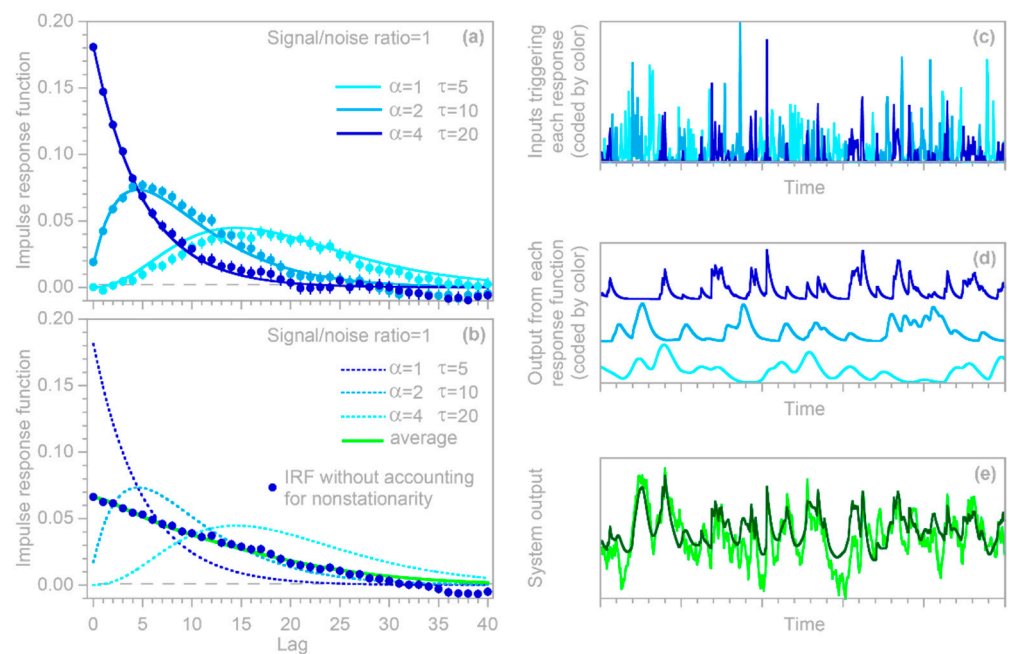 0.20
0.15
0.10
0.05
0.00
Impulse response function
Signal/noise ratio=1 (a)
α=1 τ=5
α=2 τ=10
α=4 τ=20
0.20
0.15
0.10
0.05
0.00
Impulse response function
Signal/noise ratio=1 (b)
α=1 τ=5
α=2 τ=10
α=4 τ=20
average
IRF without accounting
for nonstationarity
0 5 10 15 20 25 30 35 40
Lag
Inputs triggering
each response
(coded by color)
(c)
Time
Output from each
response function
(coded by color)
(d)
Time
System output
(e)
Time